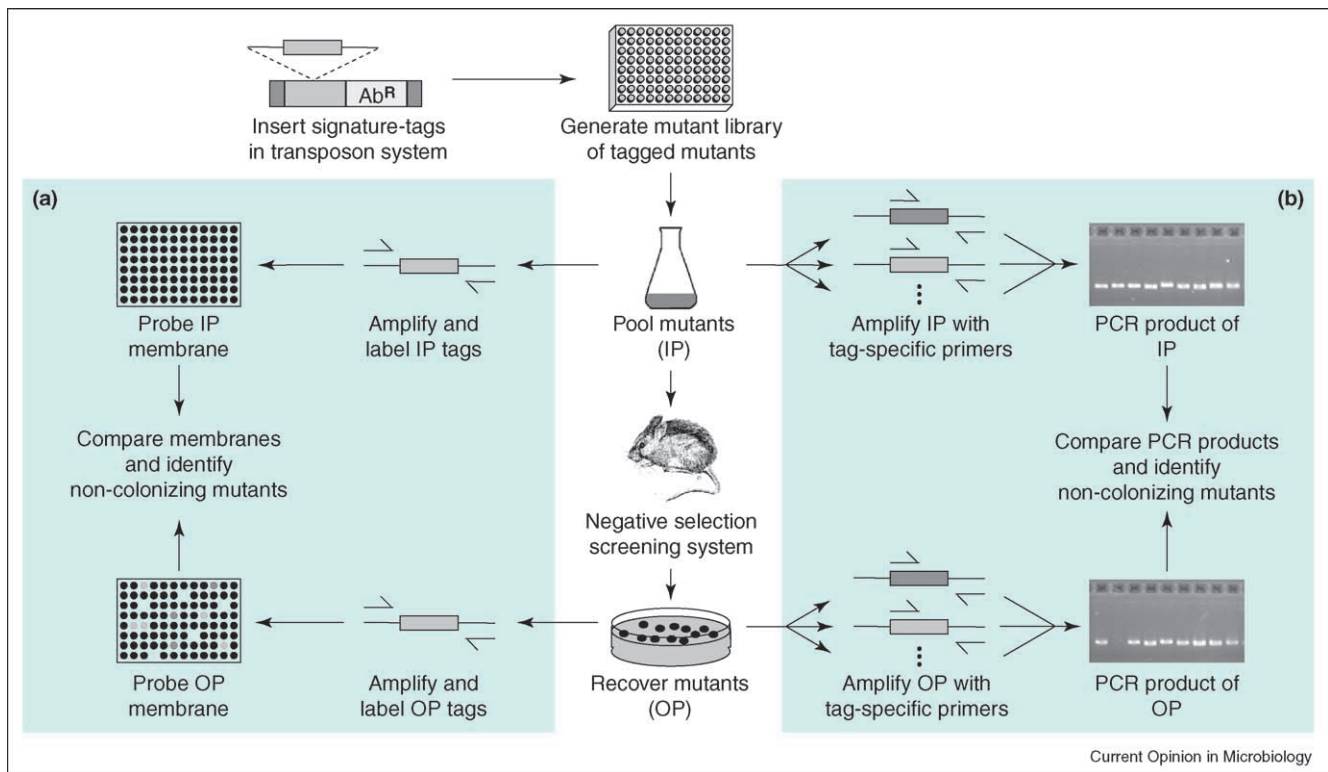 Ab^R
Insert signature-tags
in transposon system
Generate mutant library
of tagged mutants
(a)
Probe IP
membrane
Amplify and
label IP tags
Pool mutants
(IP)
Amplify IP with
tag-specific primers
PCR product of
IP
(b)
Compare membranes
and identify
non-colonizing mutants
Negative selection
screening system
Compare PCR products
and identify
non-colonizing mutants
Probe OP
membrane
Amplify and
label OP tags
Recover mutants
(OP)
Amplify OP with
tag-specific primers
PCR product of
OP
Current Opinion in Microbiology